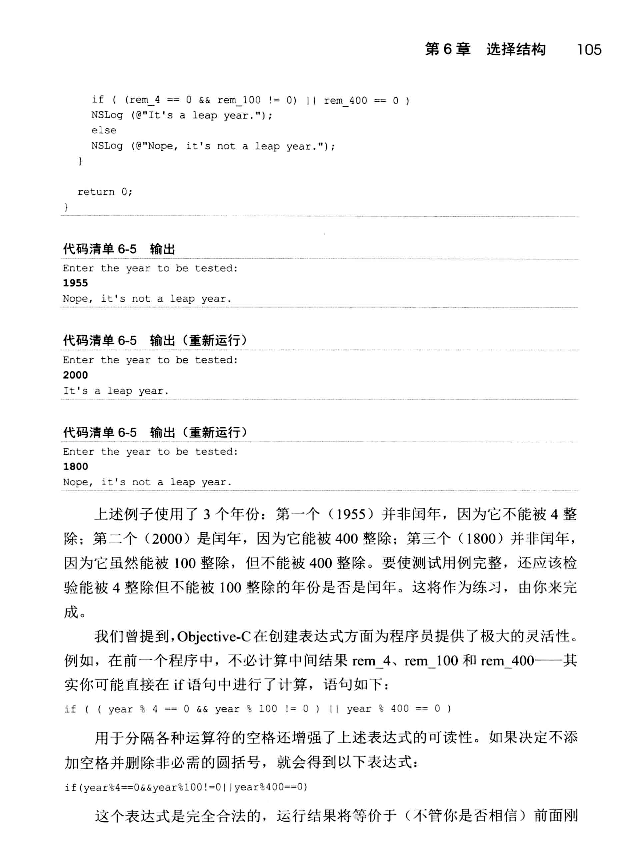 第 6 章 选择结构 105
if ( (rem_4 == 0 && rem_100 != 0) || rem_400 == 0 )
NSLog (@"It's a leap year.");
else
NSLog (@"Nope, it's not a leap year.");
}
return 0;
}
代码清单 6-5 输出
Enter the year to be tested:
1955
Nope, it's not a leap year.
代码清单 6-5 输出（重新运行）
Enter the year to be tested:
2000
It's a leap year.
代码清单 6-5 输出（重新运行）
Enter the year to be tested:
1800
Nope, it's not a leap year.
上述例子使用了 3 个年份：第一个（1955）并非闰年，因为它不能被 4 整
除；第二个（2000）是闰年，因为它能被 400 整除；第三个（1800）并非闰年，
因为它虽然能被 100 整除，但不能被 400 整除。要使测试用例完整，还应该检
验能被 4 整除但不能被 100 整除的年份是否是闰年。这将作为练习，由你来完
成。
我们曾提到，Objective-C 在创建表达式方面为程序员提供了极大的灵活性。
例如，在前一个程序中，不必计算中间结果 rem_4、rem_100 和 rem_400——其
实你可能直接在 if 语句中进行了计算，语句如下：
if ( ( year % 4 == 0 && year % 100 != 0 ) || year % 400 == 0 )
用于分隔各种运算符的空格还增强了上述表达式的可读性。如果决定不添
加空格并删除非必需的圆括号，就会得到以下表达式：
if(year%4==0&&year%100!=0||year%400==0)
这个表达式是完全合法的，运行结果将等价于（不管你是否相信）前面刚